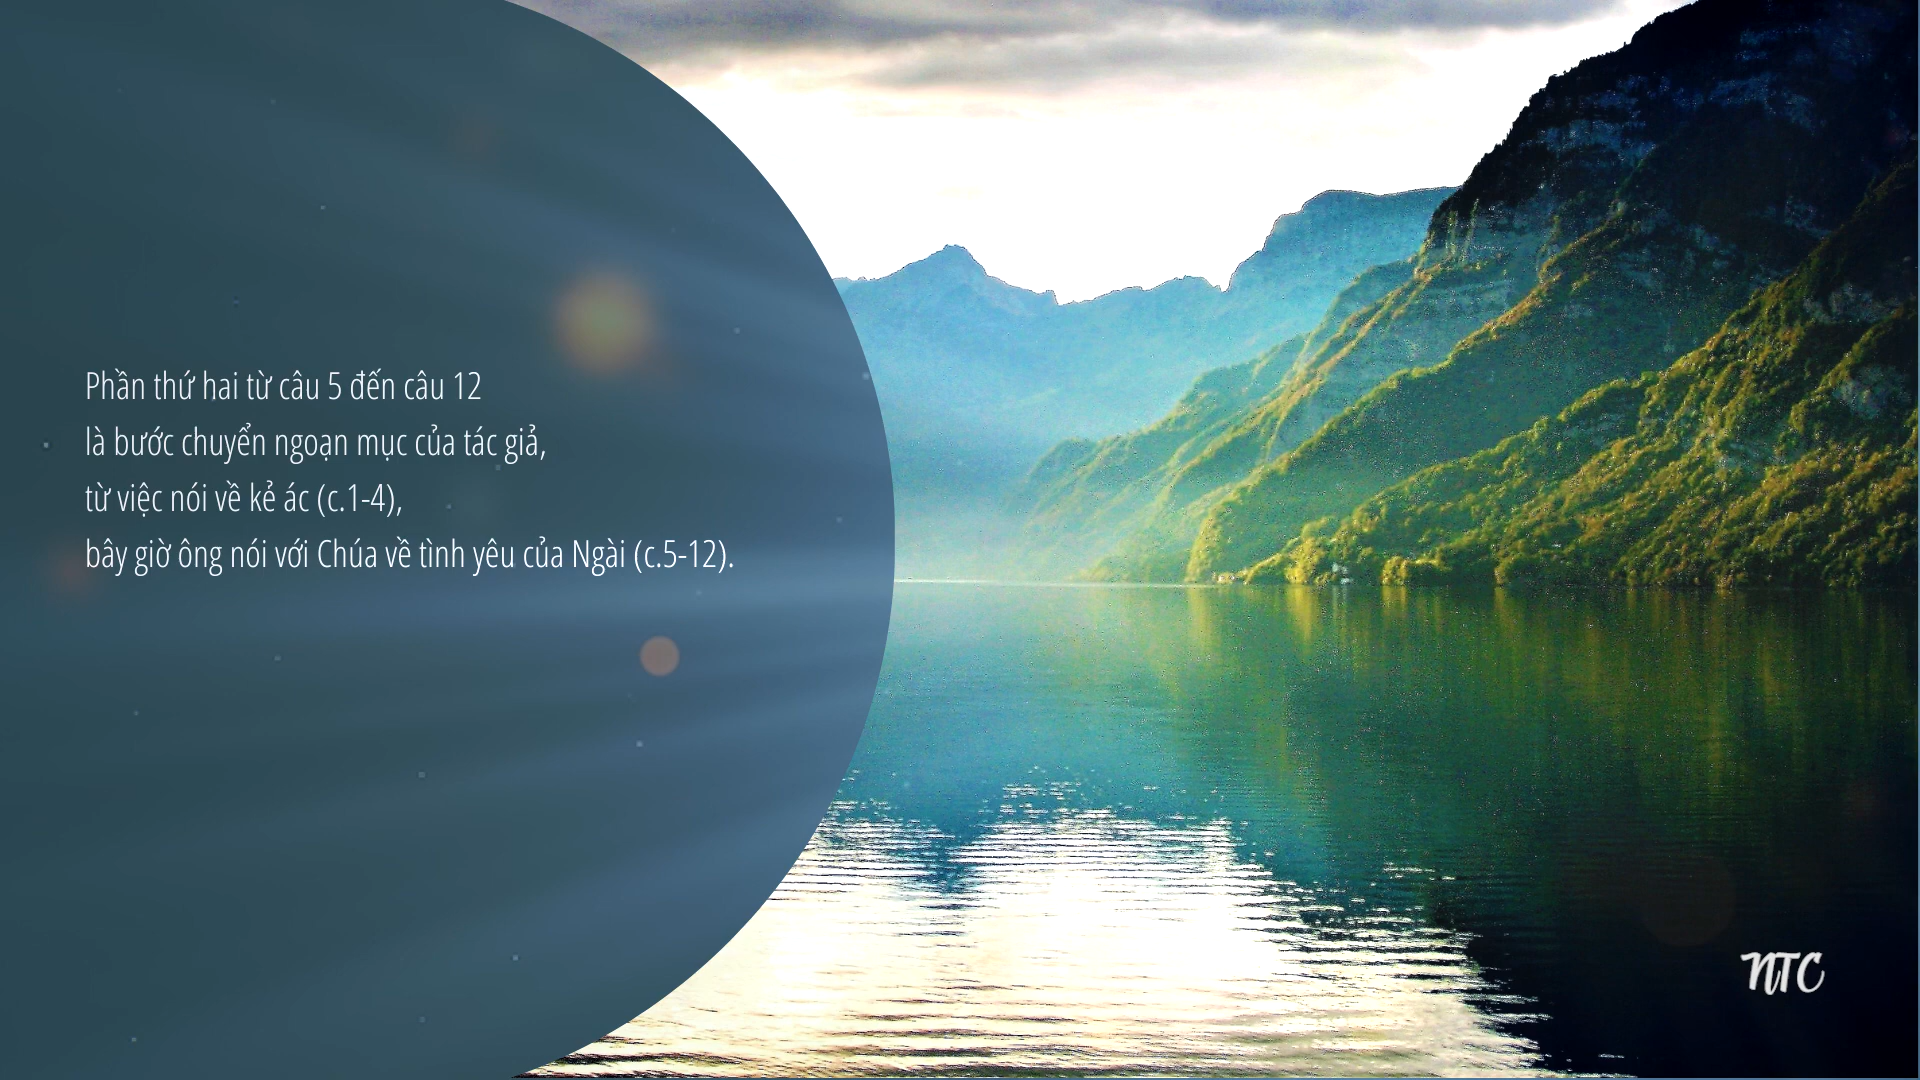 Phần thứ hai từ câu 5 đến câu 12
là bước chuyển ngoạn mục của tác giả,
từ việc nói về kẻ ác (c.1-4),
bây giờ ông nói với Chúa về tình yêu của Ngài (c.5-12).
NTC